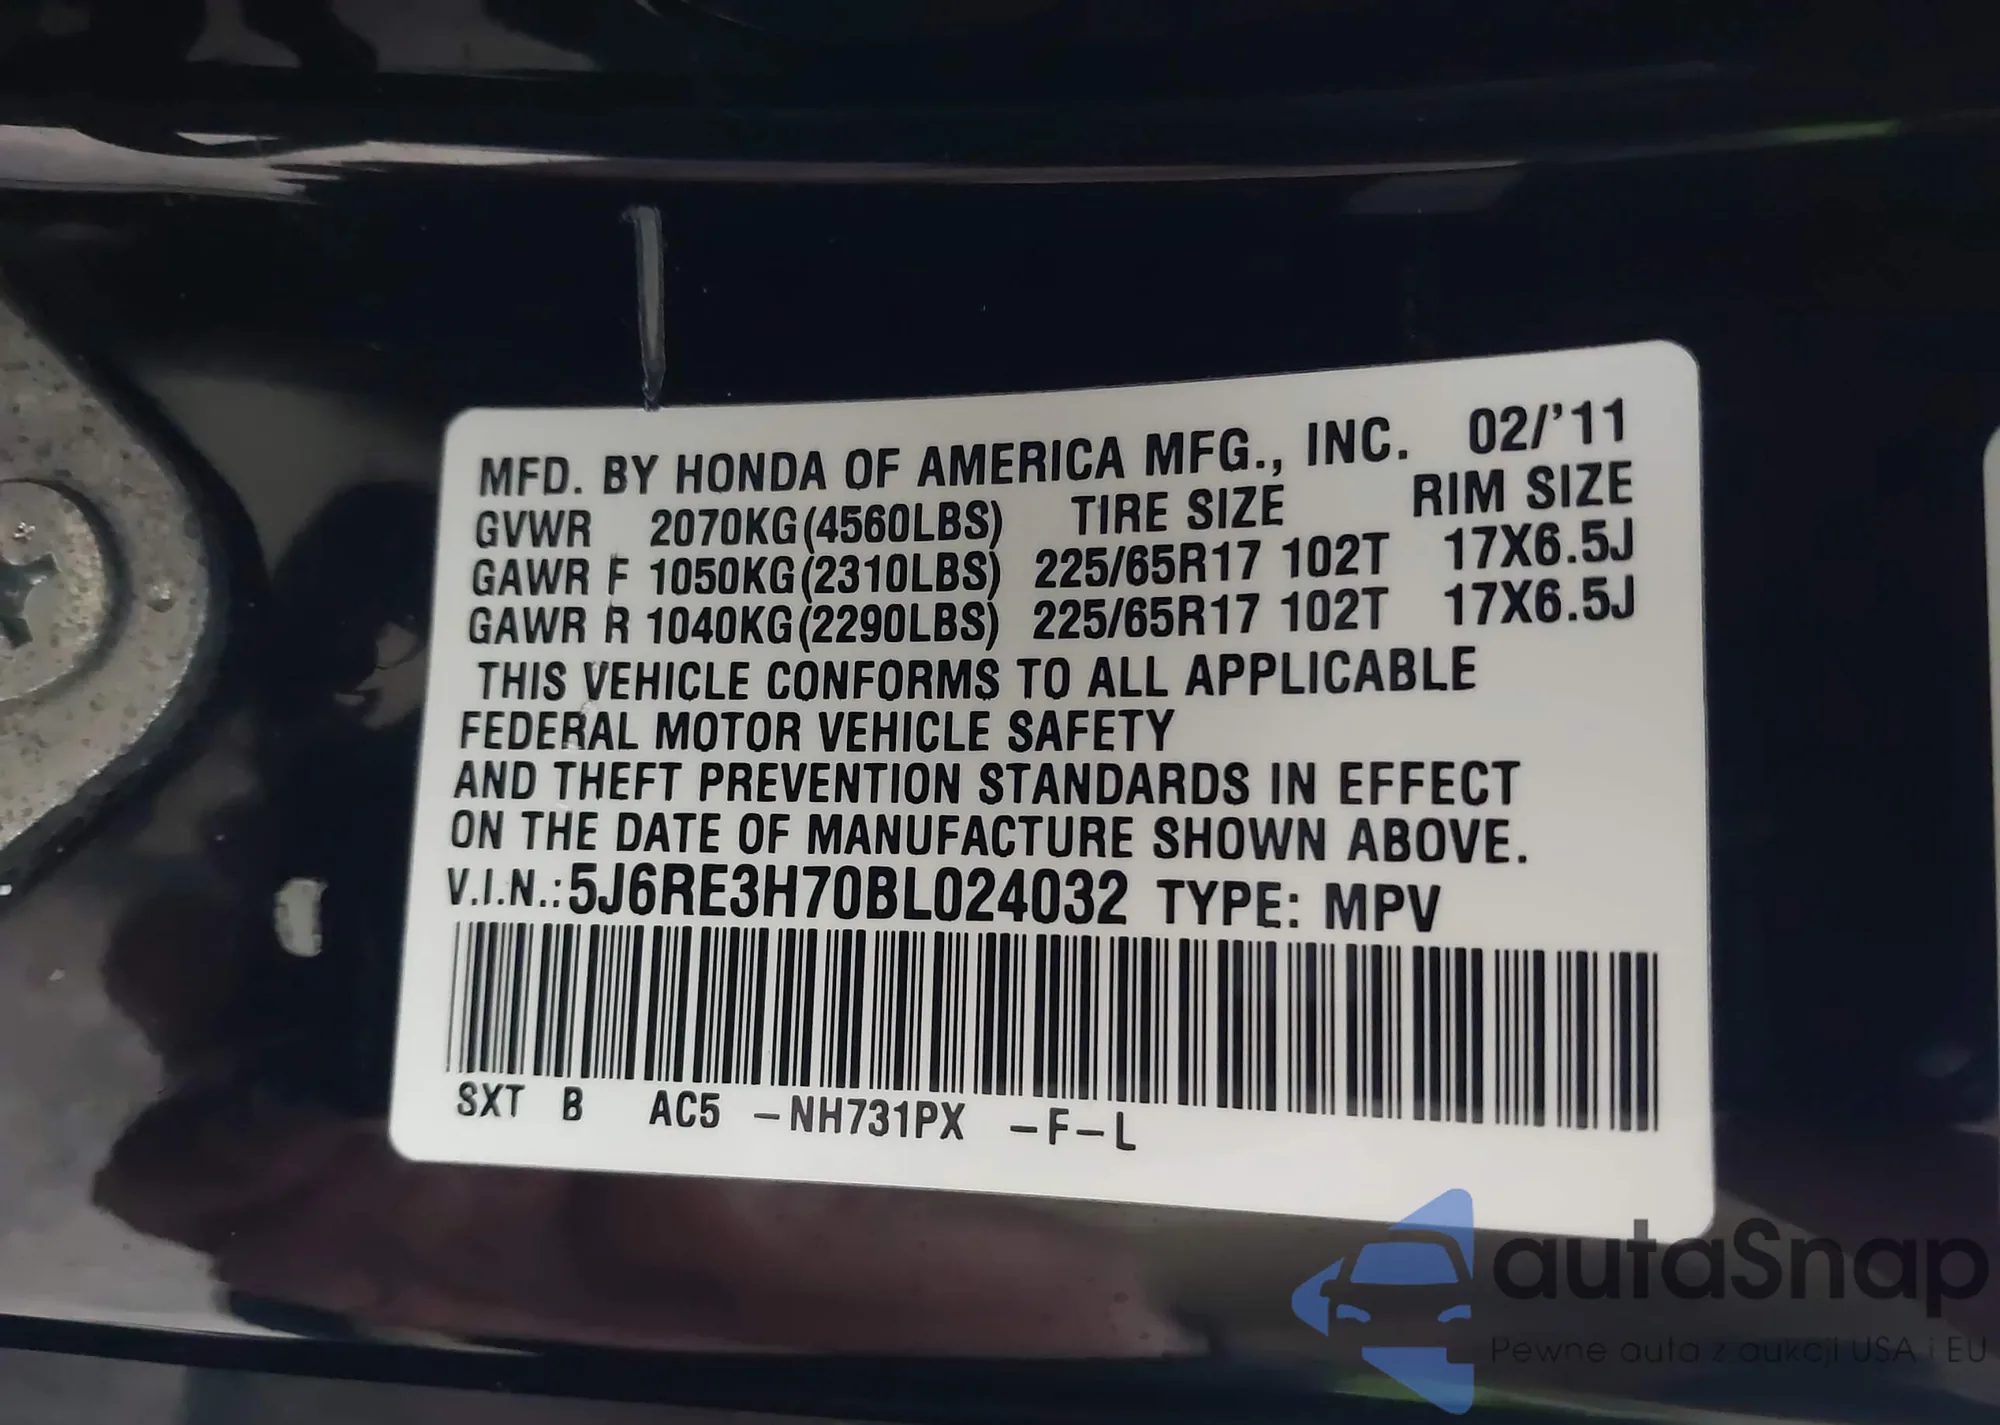 MFD. BY HONDA OF AMERICA MFG., INC. 02/'11
GVWR 2070KG(4560LBS) TIRE SIZE RIM SIZE
GAWR F 1050KG(2310LBS) 225/65R17 102T 17X6.5J
GAWR R 1040KG(2290LBS) 225/65R17 102T 17X6.5J
THIS VEHICLE CONFORMS TO ALL APPLICABLE
FEDERAL MOTOR VEHICLE SAFETY
AND THEFT PREVENTION STANDARDS IN EFFECT
ON THE DATE OF MANUFACTURE SHOWN ABOVE.
V.I.N.:5J6RE3H70BL024032 TYPE: MPV
SXT B AC5 -NH731PX -F-L
autaSnap
Pewne auta z aukcji USA i EU